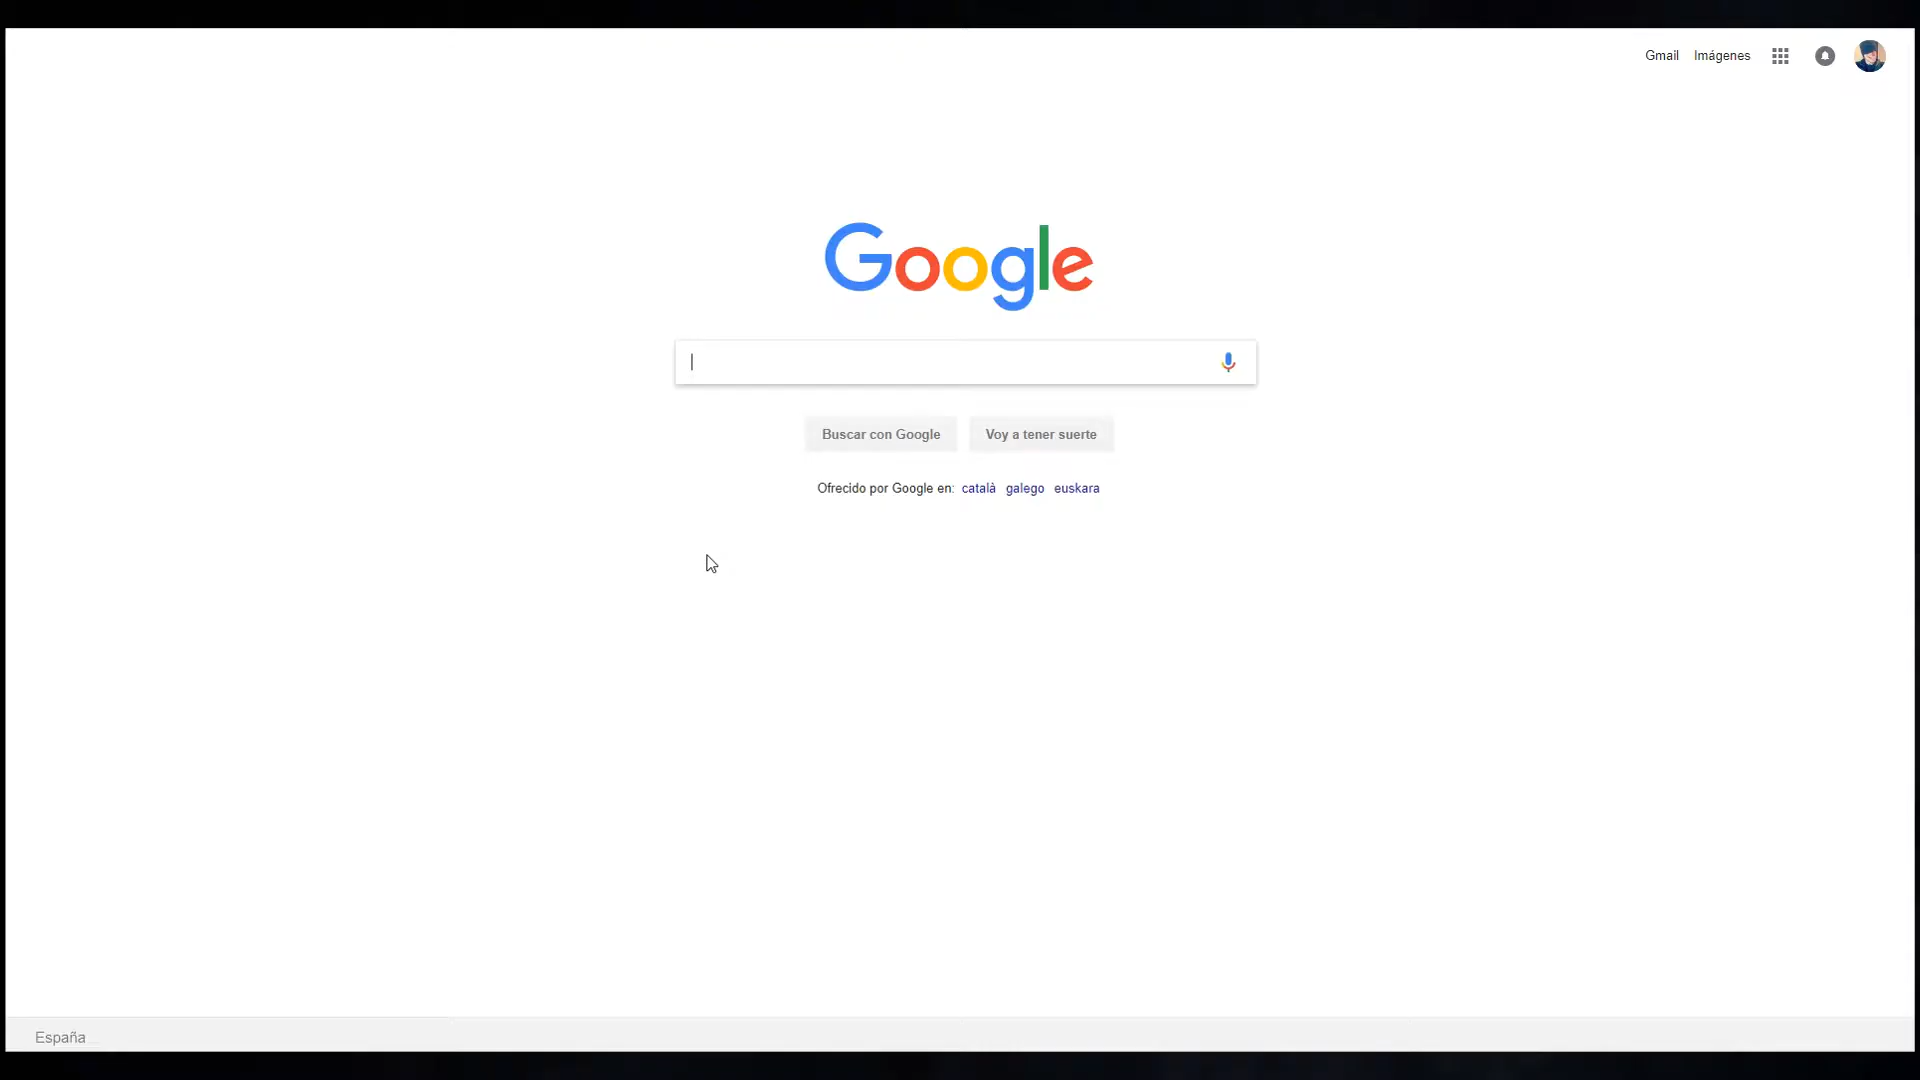 Gmail Imágenes
Google
Buscar con Google Voy a tener suerte
Ofrecido por Google en: català galego euskara
España